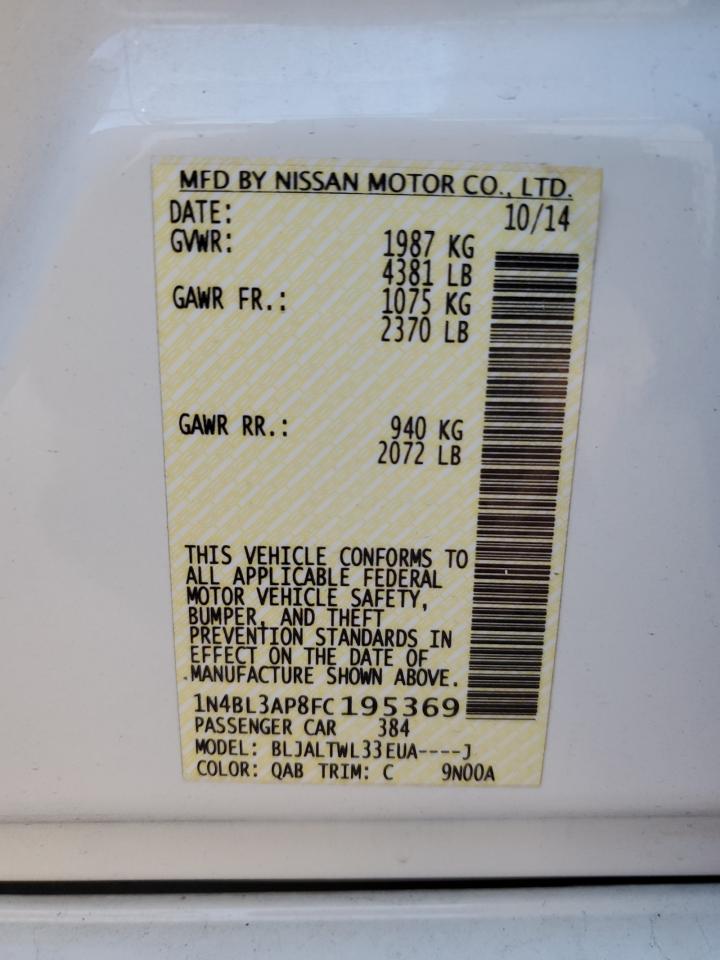 MFD BY NISSAN MOTOR CO., LTD.
DATE: 10/14
GVWR: 1987 KG
4381 LB
GAWR FR.: 1075 KG
2370 LB
GAWR RR.: 940 KG
2072 LB
THIS VEHICLE CONFORMS TO
ALL APPLICABLE FEDERAL
MOTOR VEHICLE SAFETY,
BUMPER, AND THEFT
PREVENTION STANDARDS IN
EFFECT ON THE DATE OF
MANUFACTURE SHOWN ABOVE.
1N4BL3AP8FC195369
PASSENGER CAR 384
MODEL: BLJALTWL33EUA----J
COLOR: QAB TRIM: C 9N00A